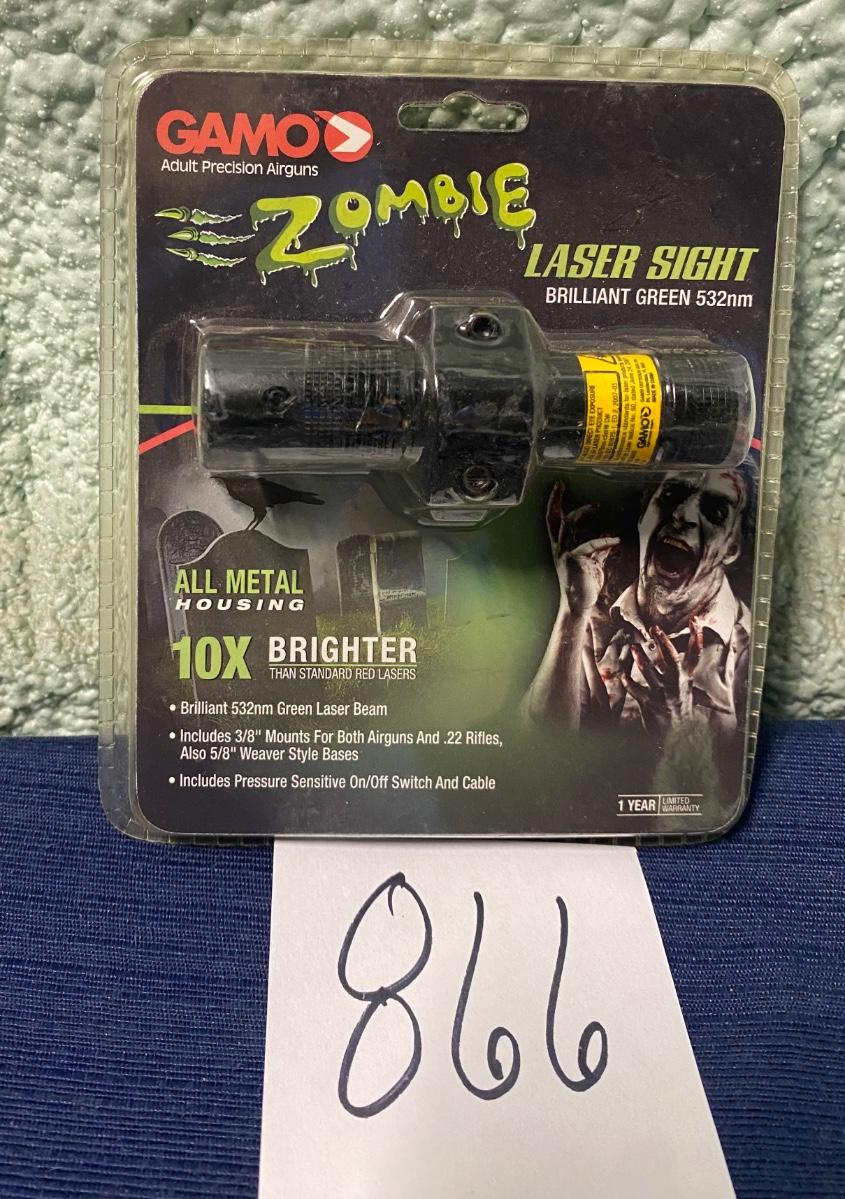 GAMO
Adult Precision Airguns
ZOMBIE
LASER SIGHT
BRILLIANT GREEN 532nm
GAMO
ALL METAL
HOUSING
10X BRIGHTER
THAN STANDARD RED LASERS
• Brilliant 532nm Green Laser Beam
• Includes 3/8" Mounts For Both Airguns And .22 Rifles,
Also 5/8" Weaver Style Bases
• Includes Pressure Sensitive On/Off Switch And Cable
1 YEAR LIMITED
WARRANTY
866